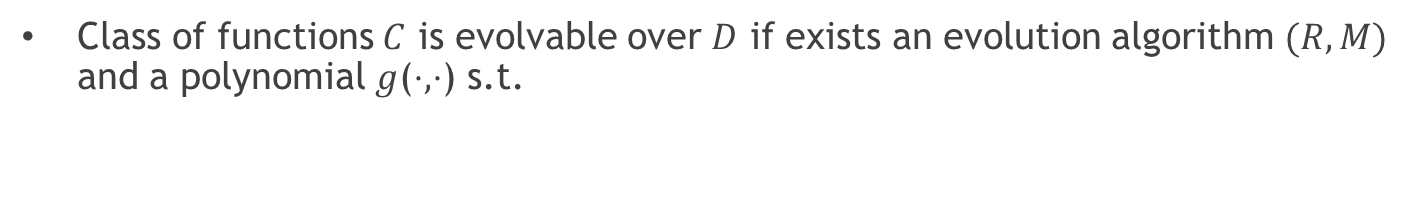 • Class of functions C is evolvable over D if exists an evolution algorithm (R, M)
and a polynomial g(·,·) s.t.